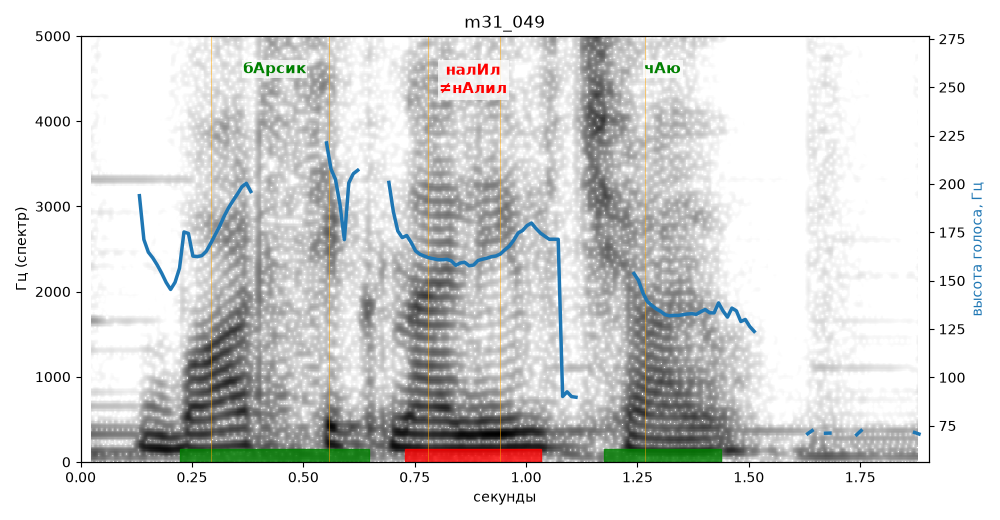 m31_049
бАрсик
налИл
≠нАлил
чАю
5000
4000
3000
2000
1000
0
Гц (спектр)
275
250
225
200
175
150
125
100
75
высота голоса, Гц
0.00 0.25 0.50 0.75 1.00 1.25 1.50 1.75
секунды